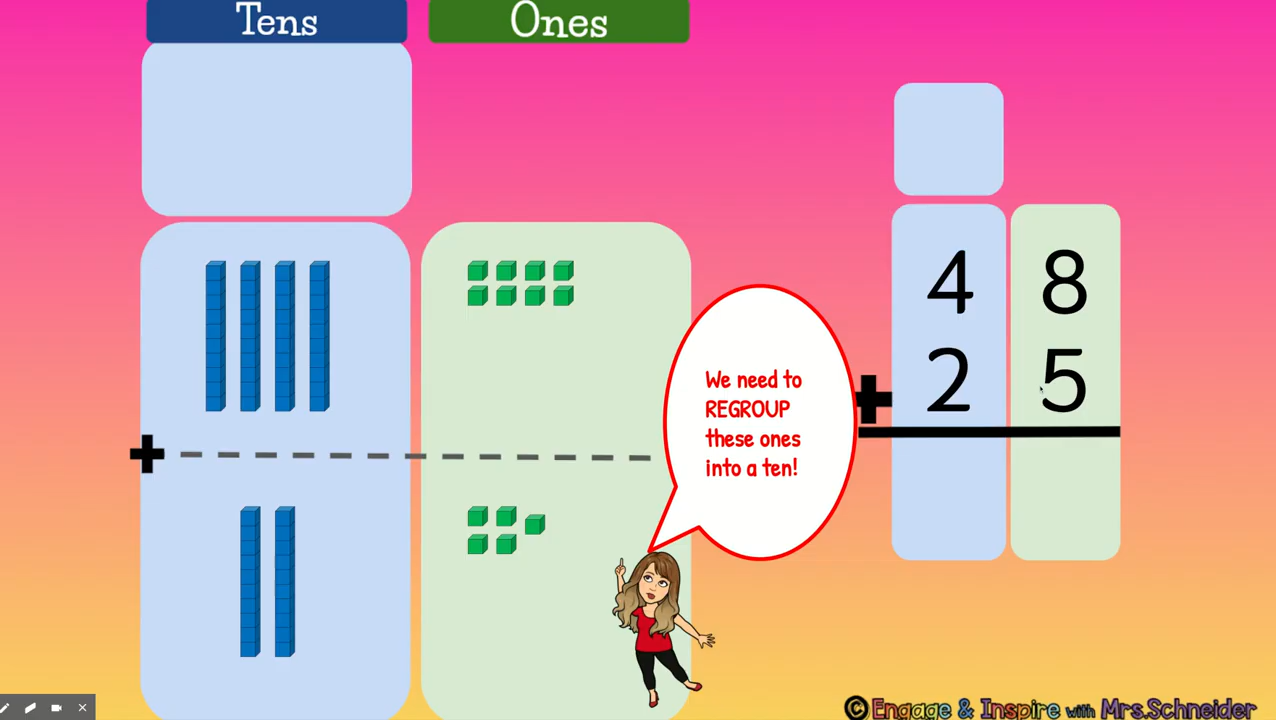 Tens
Ones
We need to
REGROUP
these ones
into a ten!
4 8
+ 2 5
+
© Engage & Inspire with Mrs.Schneider